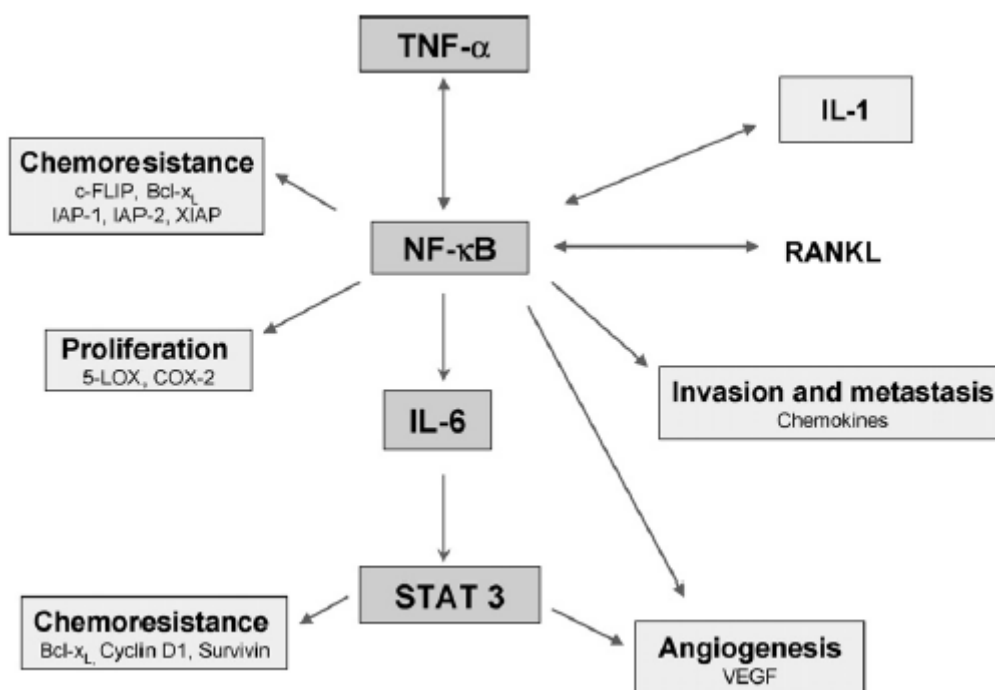 TNF-α
IL-1
Chemoresistance
c-FLIP, Bcl-xL
IAP-1, IAP-2, XIAP
NF-κB
RANKL
Proliferation
5-LOX, COX-2
Invasion and metastasis
Chemokines
IL-6
STAT 3
Chemoresistance
Bcl-xL, Cyclin D1, Survivin
Angiogenesis
VEGF